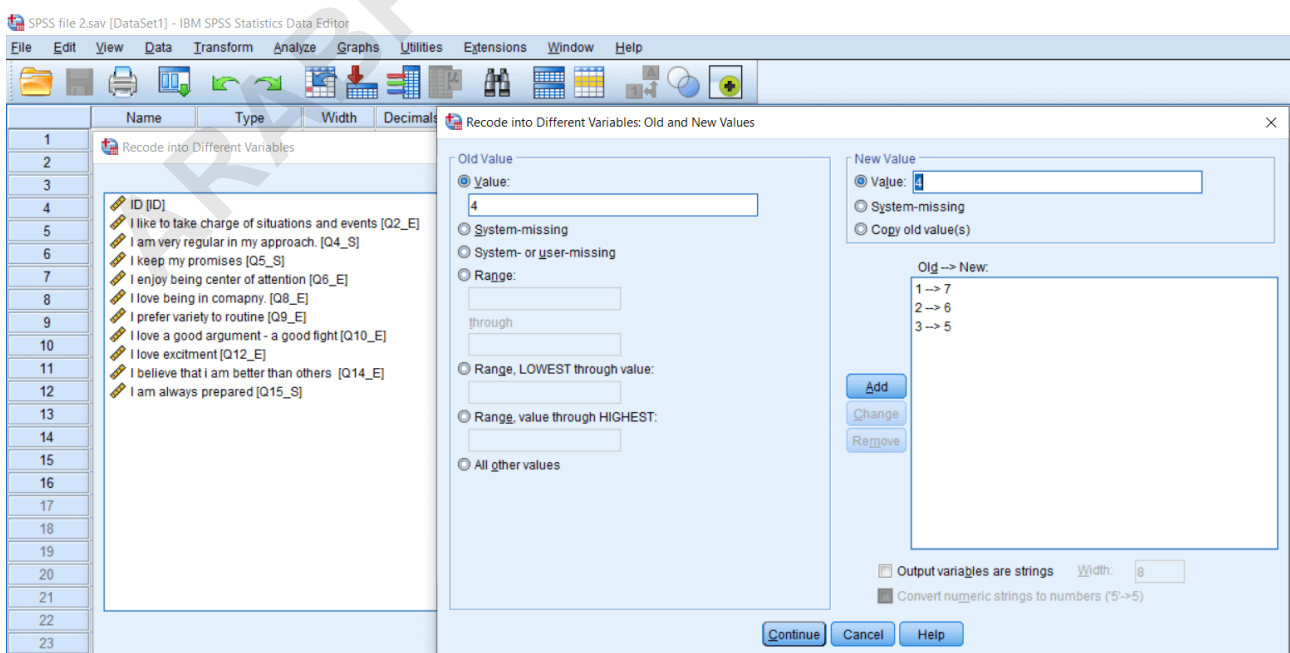 SPSS file 2.sav [DataSet1] - IBM SPSS Statistics Data Editor
File Edit View Data Transform Analyze Graphs Utilities Extensions Window Help
Name Type Width Decimals
1
2
3
4
5
6
7
8
9
10
11
12
13
14
15
16
17
18
19
20
21
22
23
Recode into Different Variables
ID [ID]
I like to take charge of situations and events [Q2_E]
I am very regular in my approach. [Q4_S]
I keep my promises [Q5_S]
I enjoy being center of attention [Q6_E]
I love being in comapny. [Q8_E]
I prefer variety to routine [Q9_E]
I love a good argument - a good fight [Q10_E]
I love excitment [Q12_E]
I believe that i am better than others [Q14_E]
I am always prepared [Q15_S]
Recode into Different Variables: Old and New Values
Old Value
Value:
4
System-missing
System- or user-missing
Range:
through
Range, LOWEST through value:
Range, value through HIGHEST:
All other values
New Value
Value: 4
System-missing
Copy old value(s)
Old --> New:
1 --> 7
2 --> 6
3 --> 5
Add
Change
Remove
Output variables are strings Width: 8
Convert numeric strings to numbers ('5'->5)
Continue Cancel Help